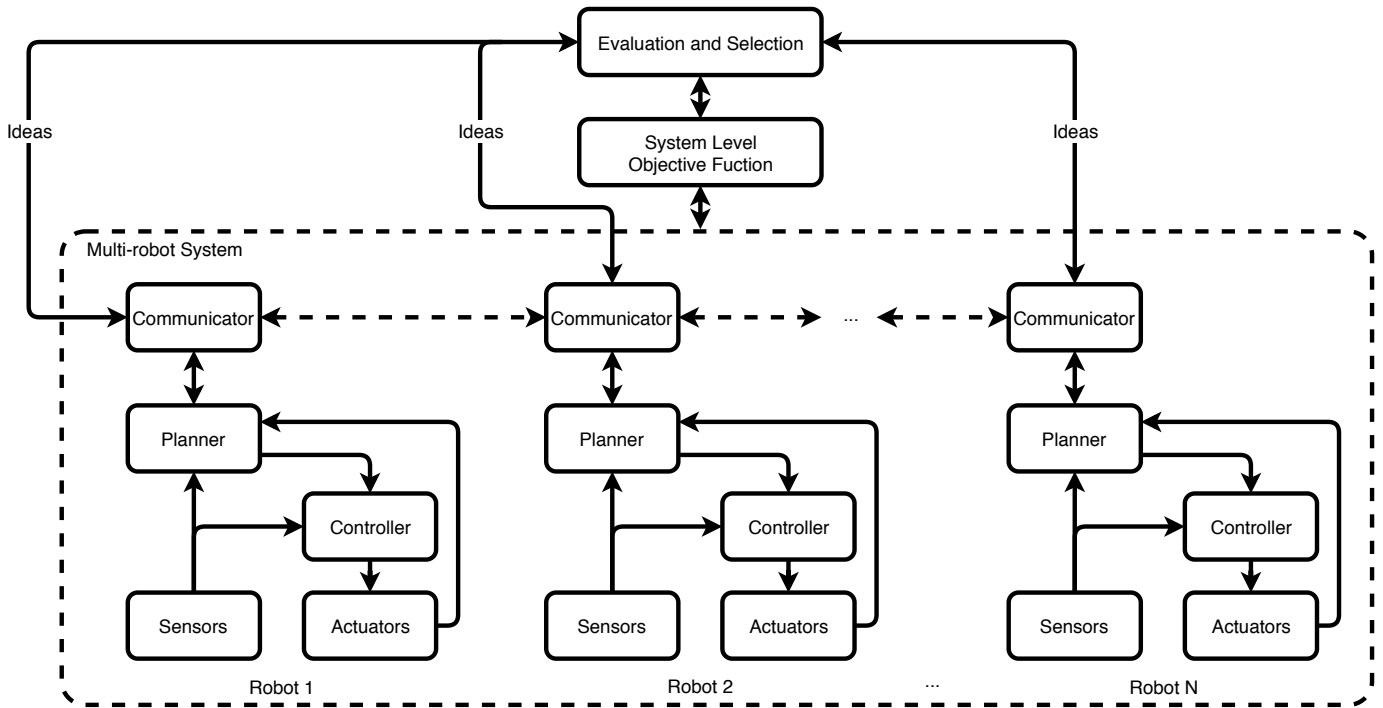 Evaluation and Selection
Ideas
Ideas
Ideas
System Level
Objective Fuction
Multi-robot System
Communicator
Communicator
...
Communicator
Planner
Planner
Planner
Controller
Controller
Controller
Sensors
Actuators
Sensors
Actuators
Sensors
Actuators
Robot 1
Robot 2
...
Robot N